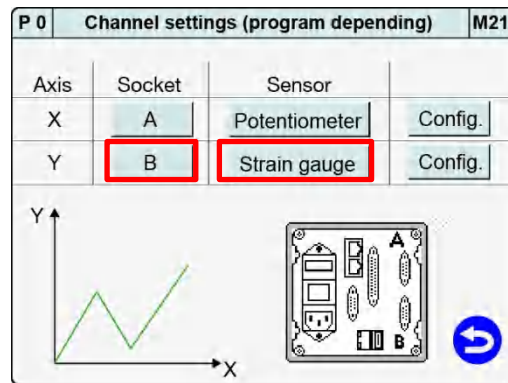 P 0 Channel settings (program depending) M21
Axis Socket Sensor
X A Potentiometer Config.
Y B Strain gauge Config.
Y
A
B
X